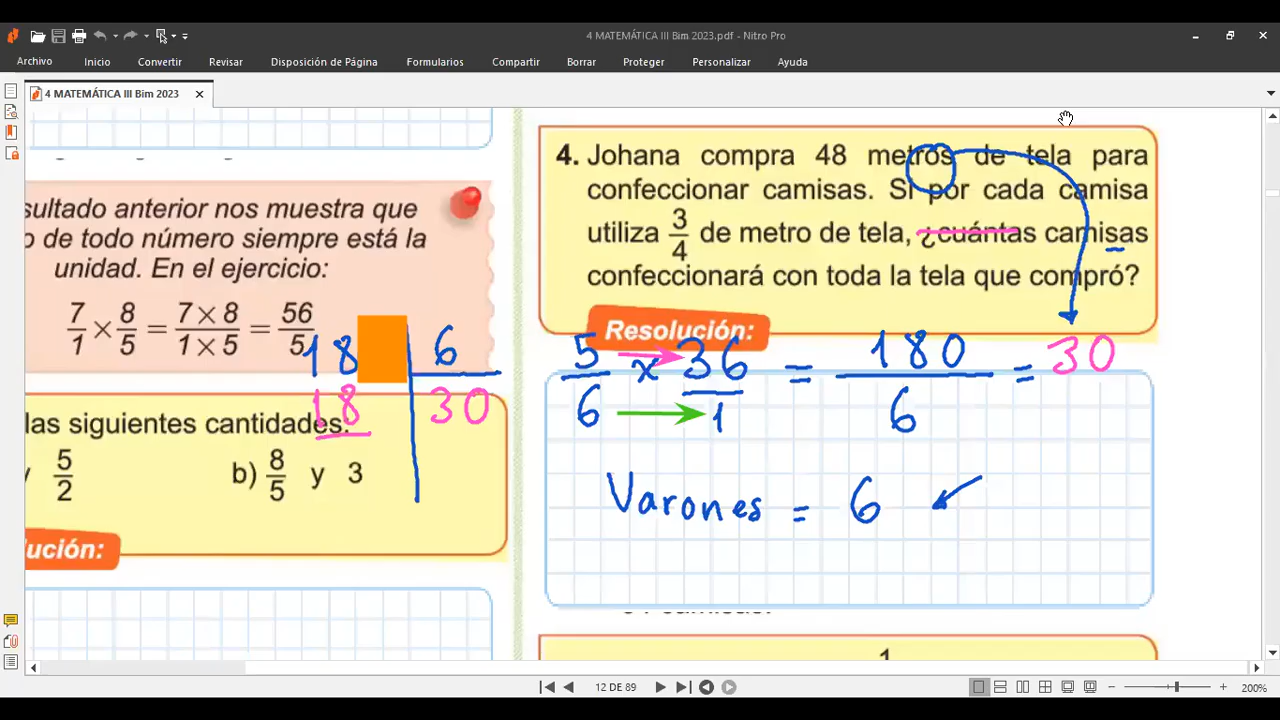 4 MATEMÁTICA III Bim 2023.pdf - Nitro Pro
Archivo Inicio Convertir Revisar Disposición de Página Formularios Compartir Borrar Proteger Personalizar Ayuda
4 MATEMÁTICA III Bim 2023
sultado anterior nos muestra que
o de todo número siempre está la
unidad. En el ejercicio:
7/1 × 8/5 = 7 × 8/1 × 5 = 56/5
18 6
18 30
las siguientes cantidades:
5/2 b) 8/5 y 3
ución:
4. Johana compra 48 metros de tela para
confeccionar camisas. Si por cada camisa
utiliza 3/4 de metro de tela, ¿cuántas camisas
confeccionará con toda la tela que compró?
Resolución:
5/6 x 36/1 = 180/6 = 30
Varones = 6
1
12 DE 89
200%